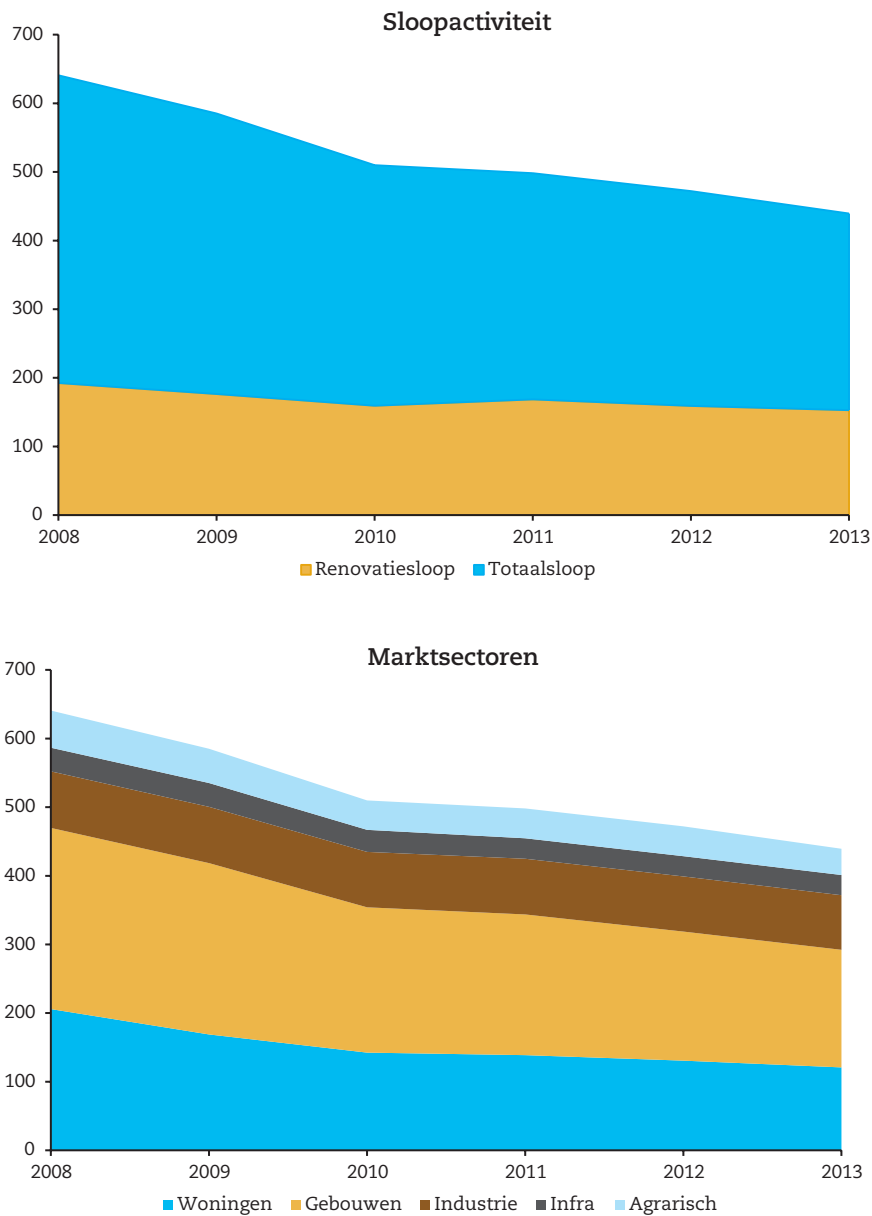 Sloopactiviteit
700
600
500
400
300
200
100
0
2008 2009 2010 2011 2012 2013
Renovatiesloop Totaalsloop
Marktsectoren
700
600
500
400
300
200
100
0
2008 2009 2010 2011 2012 2013
Woningen Gebouwen Industrie Infra Agrarisch